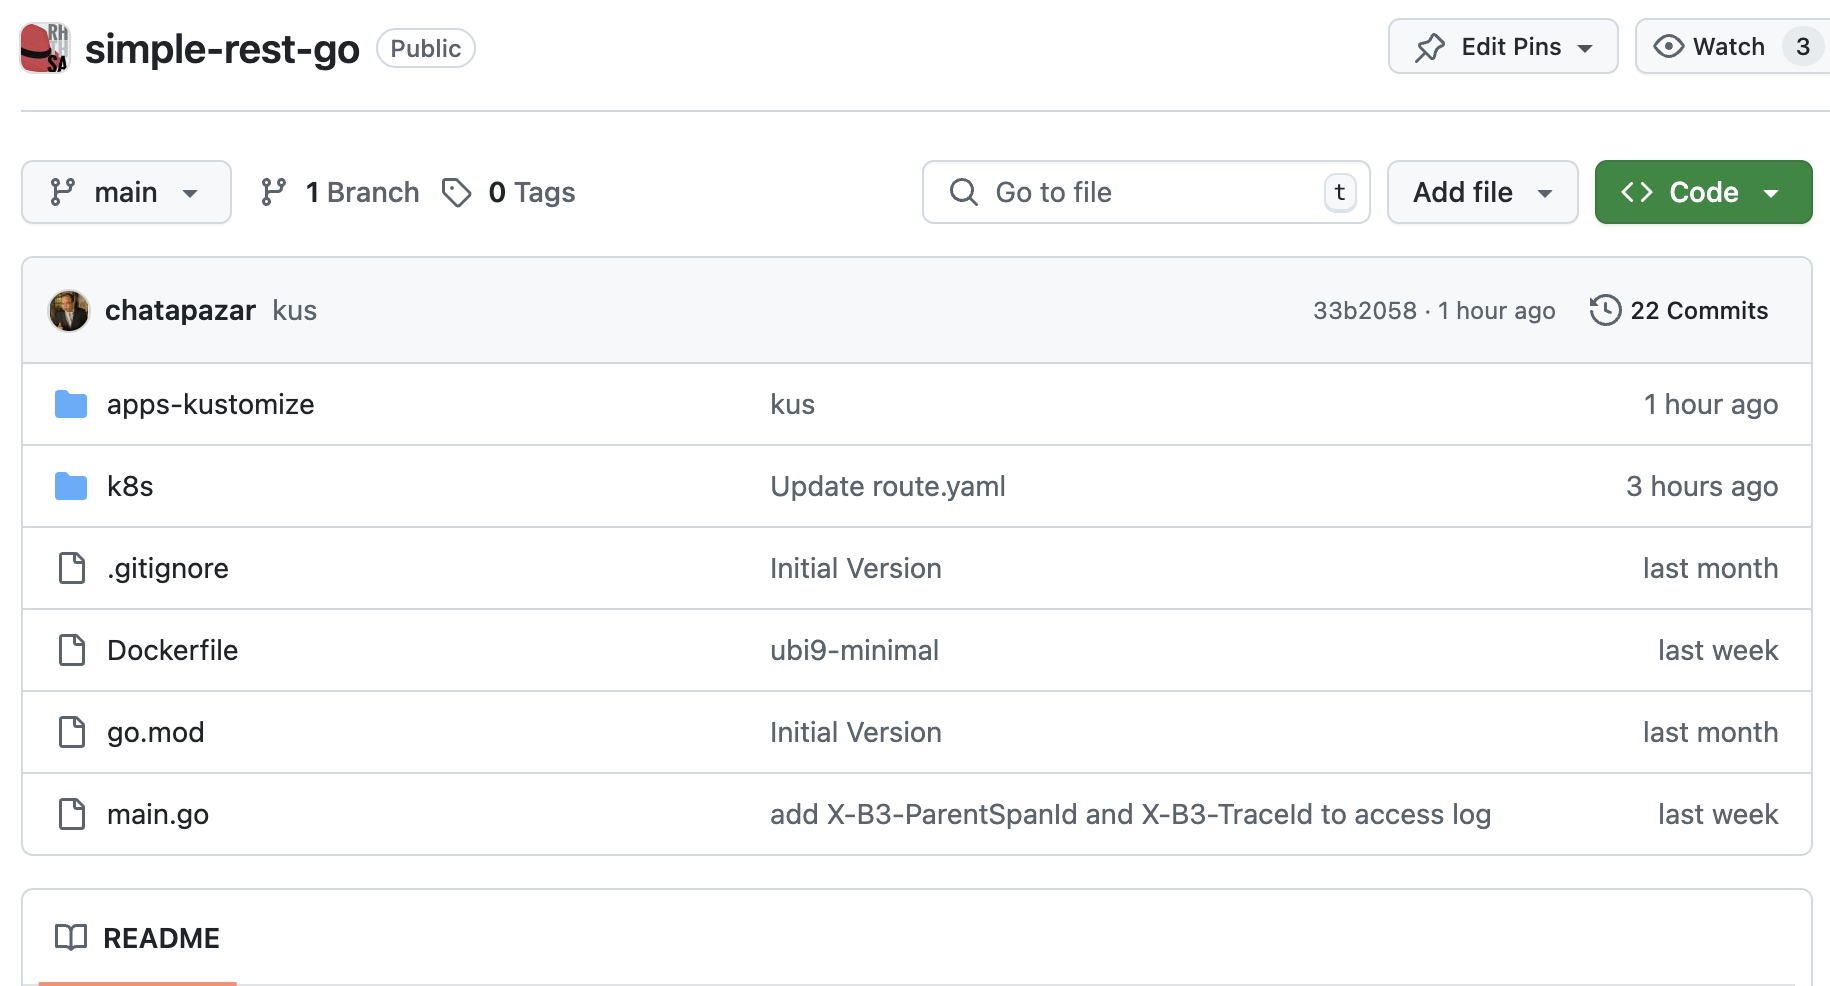 RH
TH
SA
simple-rest-go Public Edit Pins Watch 3
main 1 Branch 0 Tags Go to file t Add file Code
chatapazar kus 33b2058 · 1 hour ago 22 Commits
apps-kustomize kus 1 hour ago
k8s Update route.yaml 3 hours ago
.gitignore Initial Version last month
Dockerfile ubi9-minimal last week
go.mod Initial Version last month
main.go add X-B3-ParentSpanId and X-B3-TraceId to access log last week
README